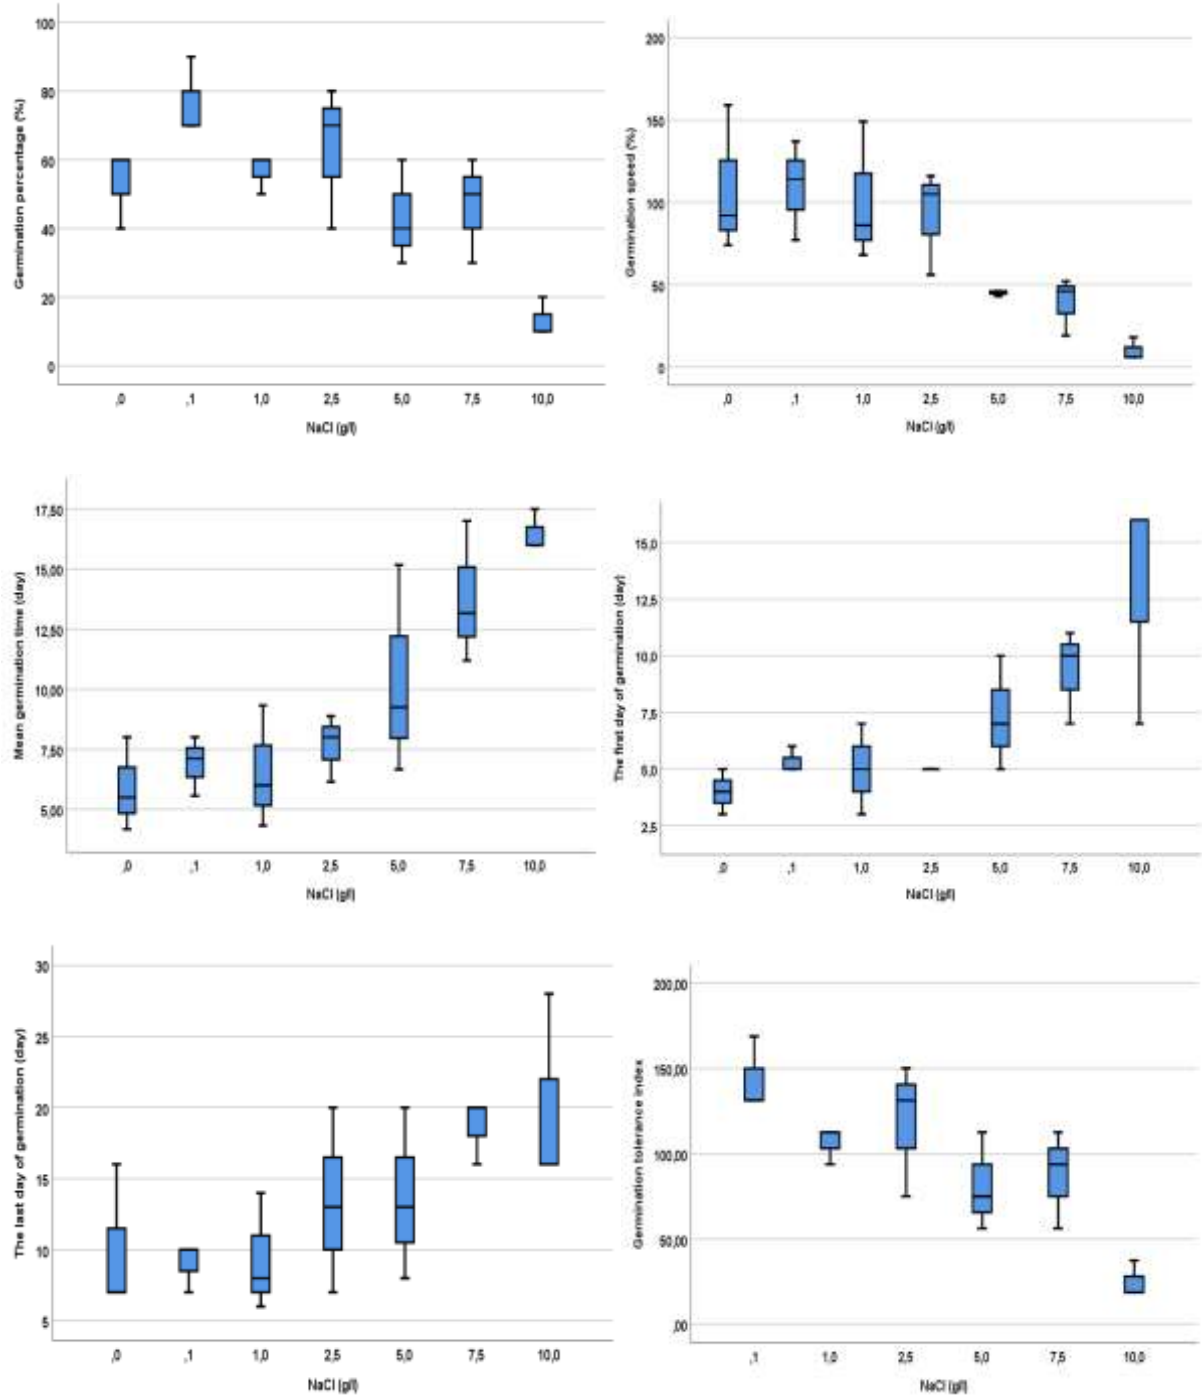 Germination percentage (%)
100
80
60
40
20
0
,0 ,1 1,0 2,5 5,0 7,5 10,0
NaCl (g/l)
Germination speed (%)
200
150
100
50
0
,0 ,1 1,0 2,5 5,0 7,5 10,0
NaCl (g/l)
Mean germination time (day)
17,50
15,00
12,50
10,00
7,50
5,00
,0 ,1 1,0 2,5 5,0 7,5 10,0
NaCl (g/l)
The first day of germination (day)
15,0
12,5
10,0
7,5
5,0
2,5
,0 ,1 1,0 2,5 5,0 7,5 10,0
NaCl (g/l)
The last day of germination (day)
30
25
20
15
10
5
,0 ,1 1,0 2,5 5,0 7,5 10,0
NaCl (g/l)
Germination tolerance index
200,00
150,00
100,00
50,00
,00
,1 1,0 2,5 5,0 7,5 10,0
NaCl (g/l)